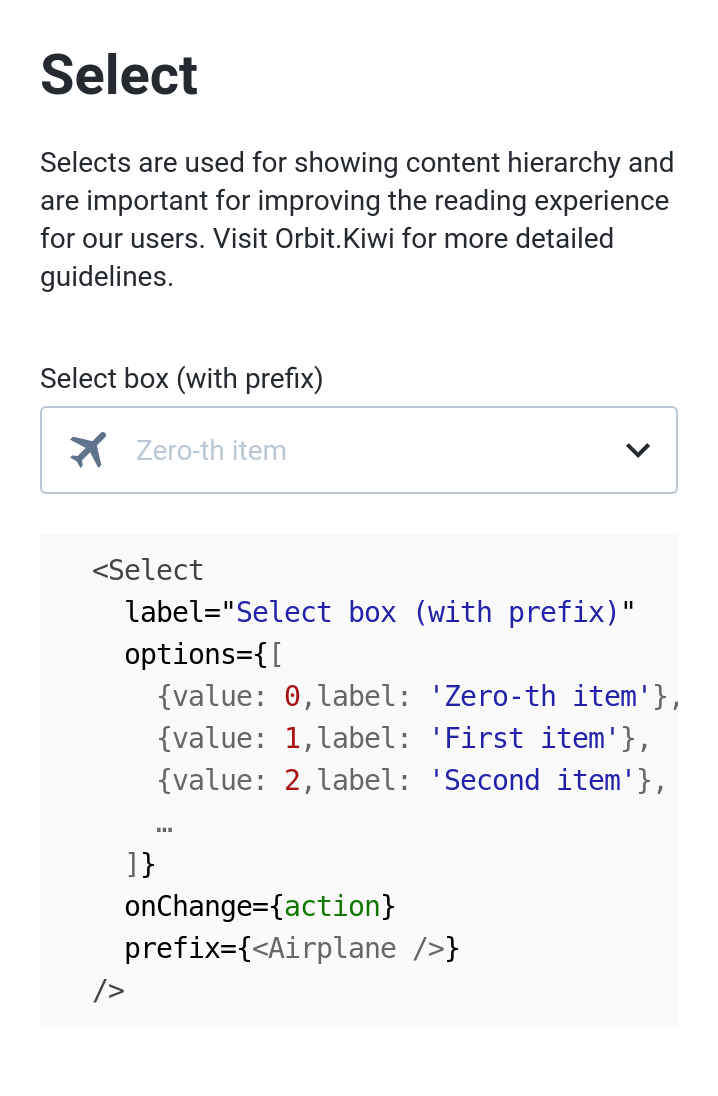 Select
Selects are used for showing content hierarchy and
are important for improving the reading experience
for our users. Visit Orbit.Kiwi for more detailed
guidelines.
Select box (with prefix)
Zero-th item
<Select
label="Select box (with prefix)"
options={[
{value: 0,label: 'Zero-th item'},
{value: 1,label: 'First item'},
{value: 2,label: 'Second item'},
…
]}
onChange={action}
prefix={<Airplane />}
/>